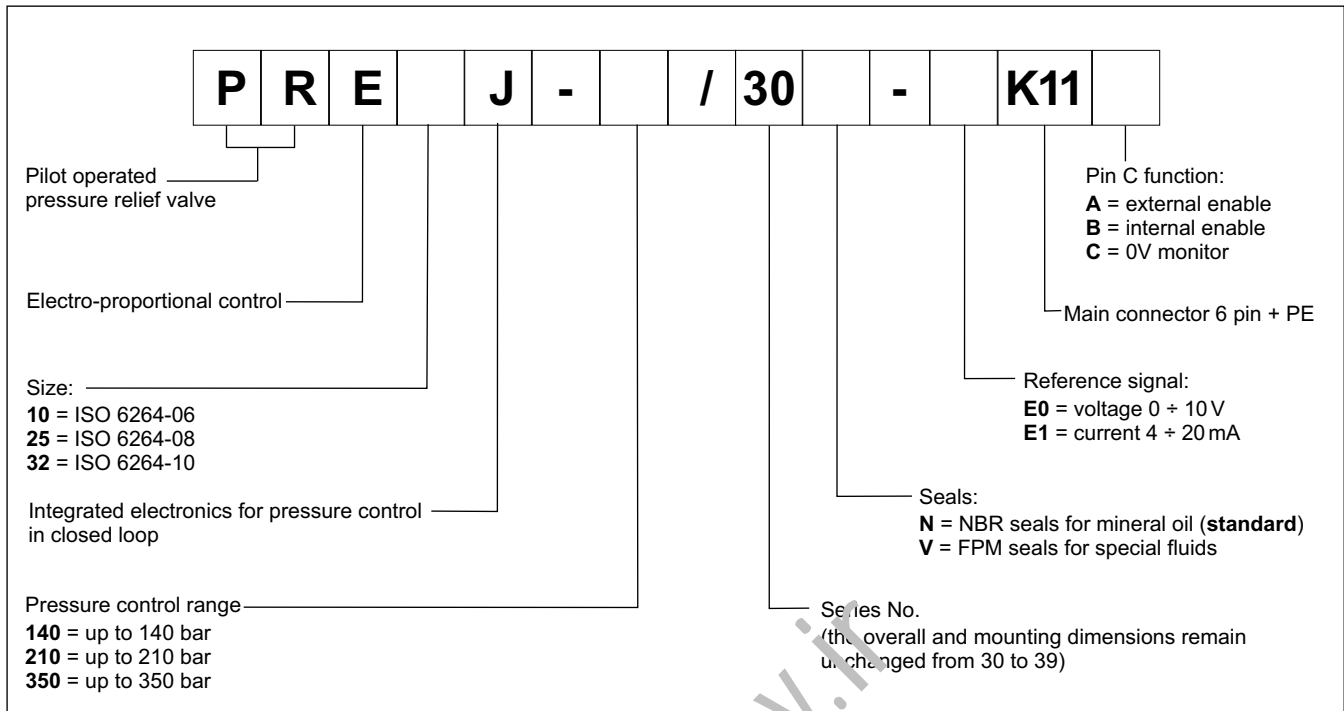 P R E J - / 30 - K11
Pilot operated
pressure relief valve
Electro-proportional control
Size:
10 = ISO 6264-06
25 = ISO 6264-08
32 = ISO 6264-10
Integrated electronics for pressure control
in closed loop
Pressure control range
140 = up to 140 bar
210 = up to 210 bar
350 = up to 350 bar
Pin C function:
A = external enable
B = internal enable
C = 0V monitor
Main connector 6 pin + PE
Reference signal:
E0 = voltage 0 ÷ 10 V
E1 = current 4 ÷ 20 mA
Seals:
N = NBR seals for mineral oil (standard)
V = FPM seals for special fluids
Series No.
(the overall and mounting dimensions remain
unchanged from 30 to 39)